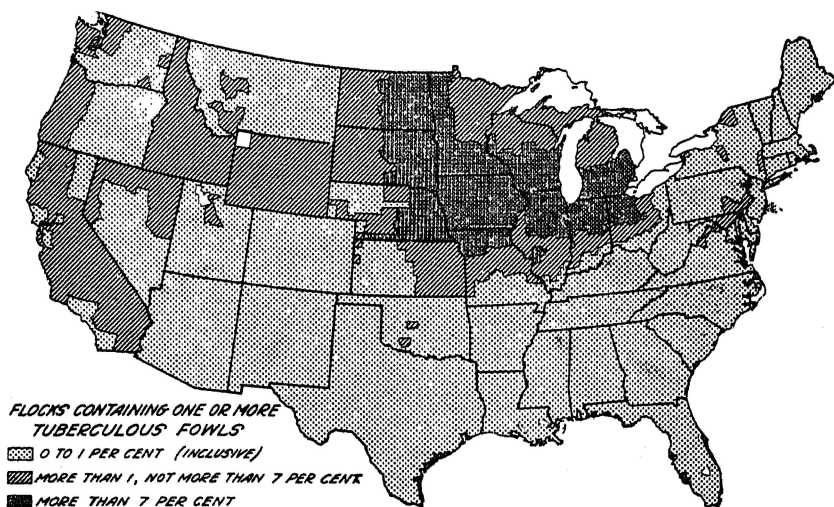 FLOCKS CONTAINING ONE OR MORE
TUBERCULOUS FOWLS
0 TO 1 PER CENT (INCLUSIVE)
MORE THAN 1, NOT MORE THAN 7 PER CENT
MORE THAN 7 PER CENT